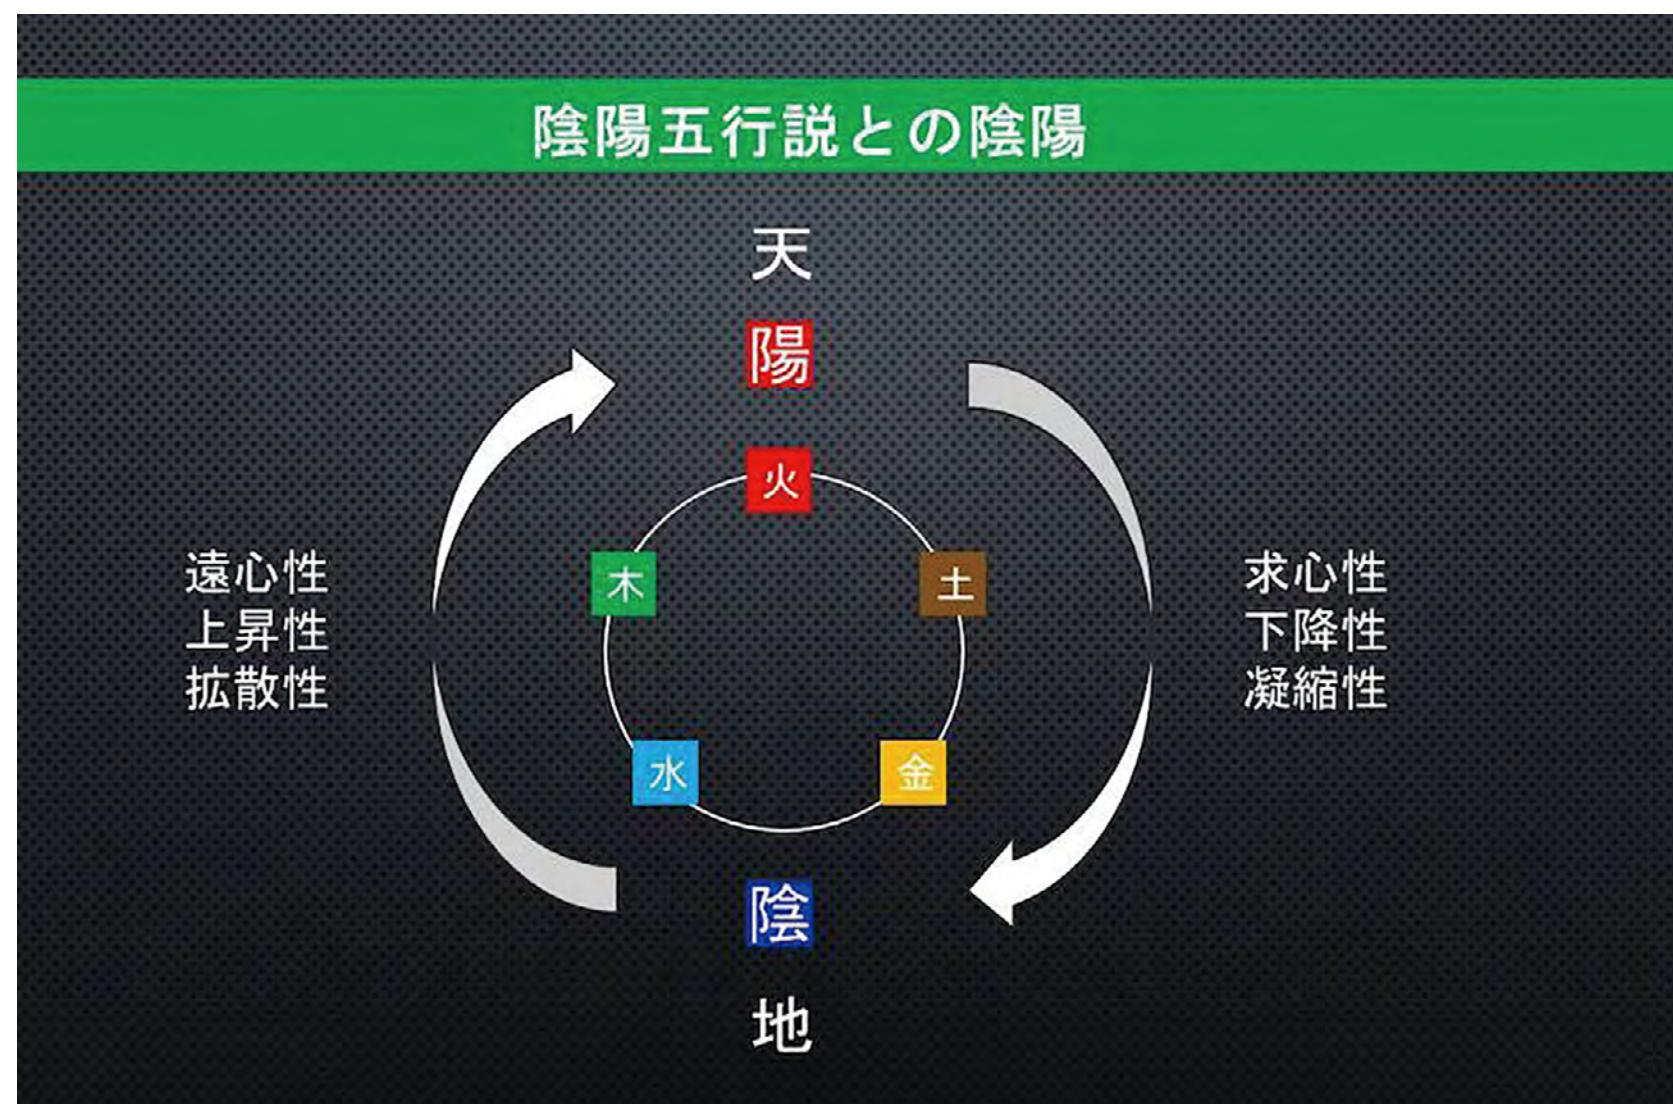 陰陽五行説との陰陽
天
陽
火
木
土
遠心性
上昇性
拡散性
求心性
下降性
凝縮性
水
金
陰
地